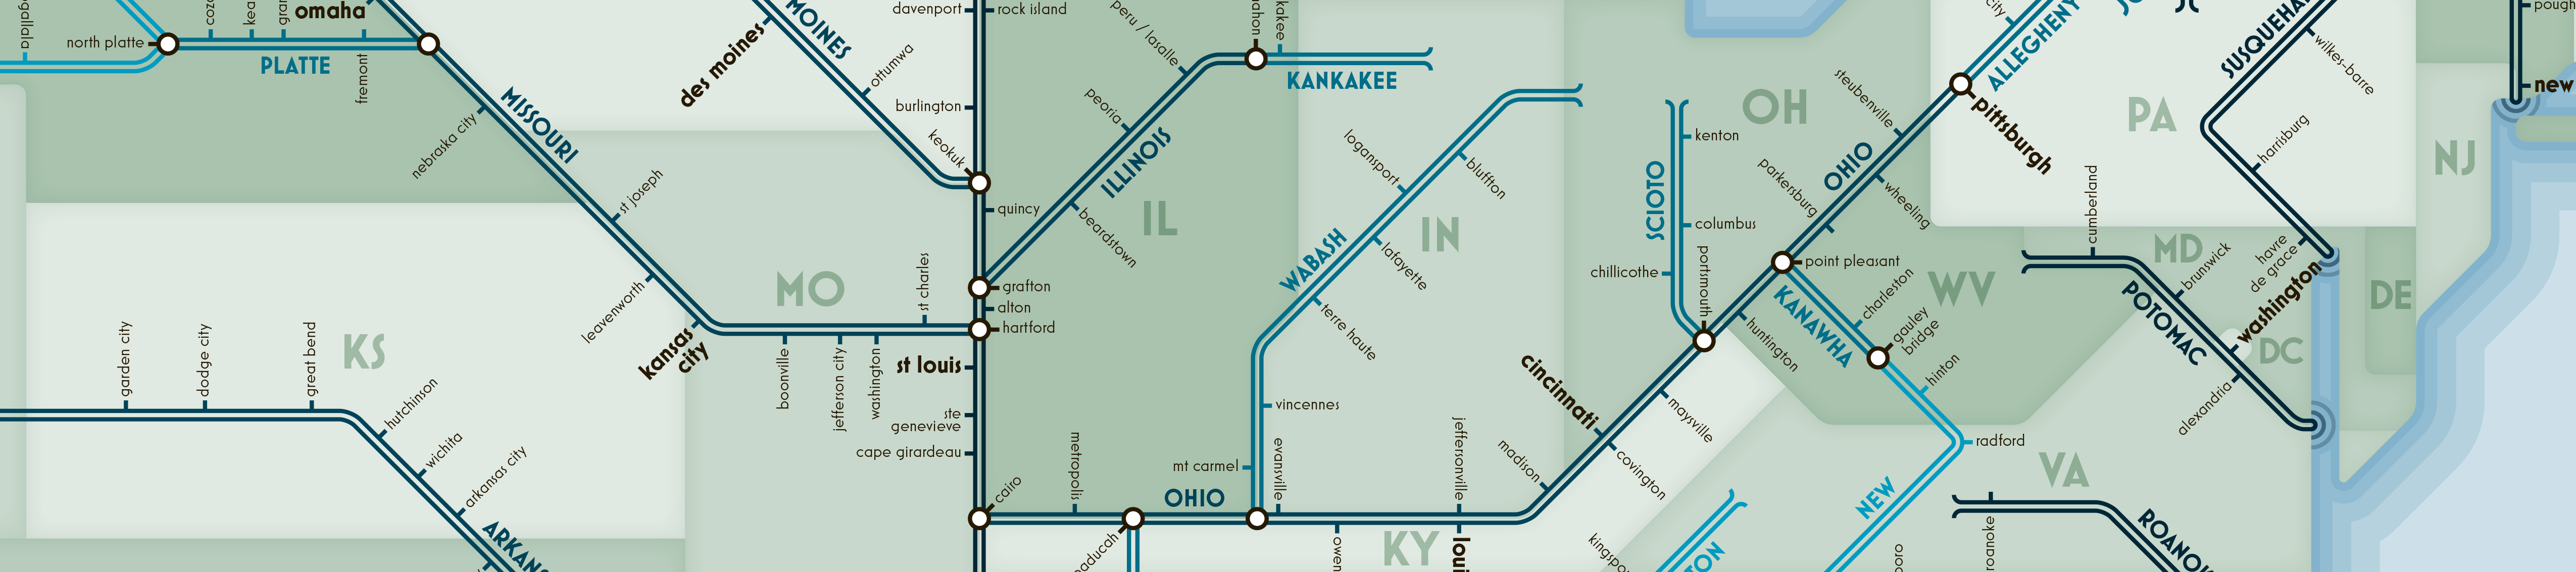 omaha
north platte
PLATTE
fremont
MISSOURI
nebraska city
st joseph
leavenworth
kansas
city
KS
garden city
dodge city
great bend
hutchinson
wichita
arkansas city
MO
boonville
jefferson city
washington
st charles
MOINES
des moines
ottumwa
davenport
rock island
burlington
keokuk
quincy
grafton
alton
hartford
st louis
ste
genevieve
cape girardeau
cairo
metropolis
OHIO
mt carmel
evansville
vincennes
jeffersonville
KY
peru / lasalle
peoria
ILLINOIS
beardstown
IL
KANKAKEE
IN
WABASH
logansport
bluffton
lafayette
terre haute
OH
SCIOTO
kenton
columbus
chillicothe
portsmouth
cincinnati
madison
covington
maysville
huntington
point pleasant
OHIO
parkersburg
wheeling
steubenville
pittsburgh
ALLEGHENY
city
KANAWHA
charleston
gauley
bridge
hinton
WV
radford
NEW
VA
roanoke
PA
wilkes-barre
harrisburg
havre
de grace
cumberland
MD
brunswick
POTOMAC
washington
alexandria
DC
DE
NJ
new